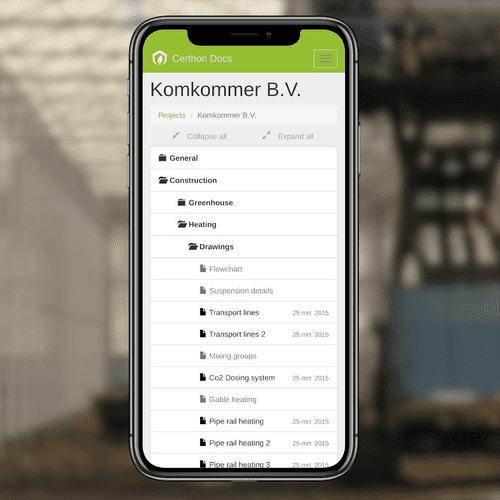 Certhon Docs
Komkommer B.V.
Projects / Komkommer B.V.
Collapse all Expand all
General
Construction
Greenhouse
Heating
Drawings
Flowchart
Suspension details
Transport lines 25 mrt. 2015
Transport lines 2 25 mrt. 2015
Mixing groups
Co2 Dosing system 25 mrt. 2015
Gable heating
Pipe rail heating 25 mrt. 2015
Pipe rail heating 2 25 mrt. 2015
Pipe rail heating 3 25 mrt. 2015